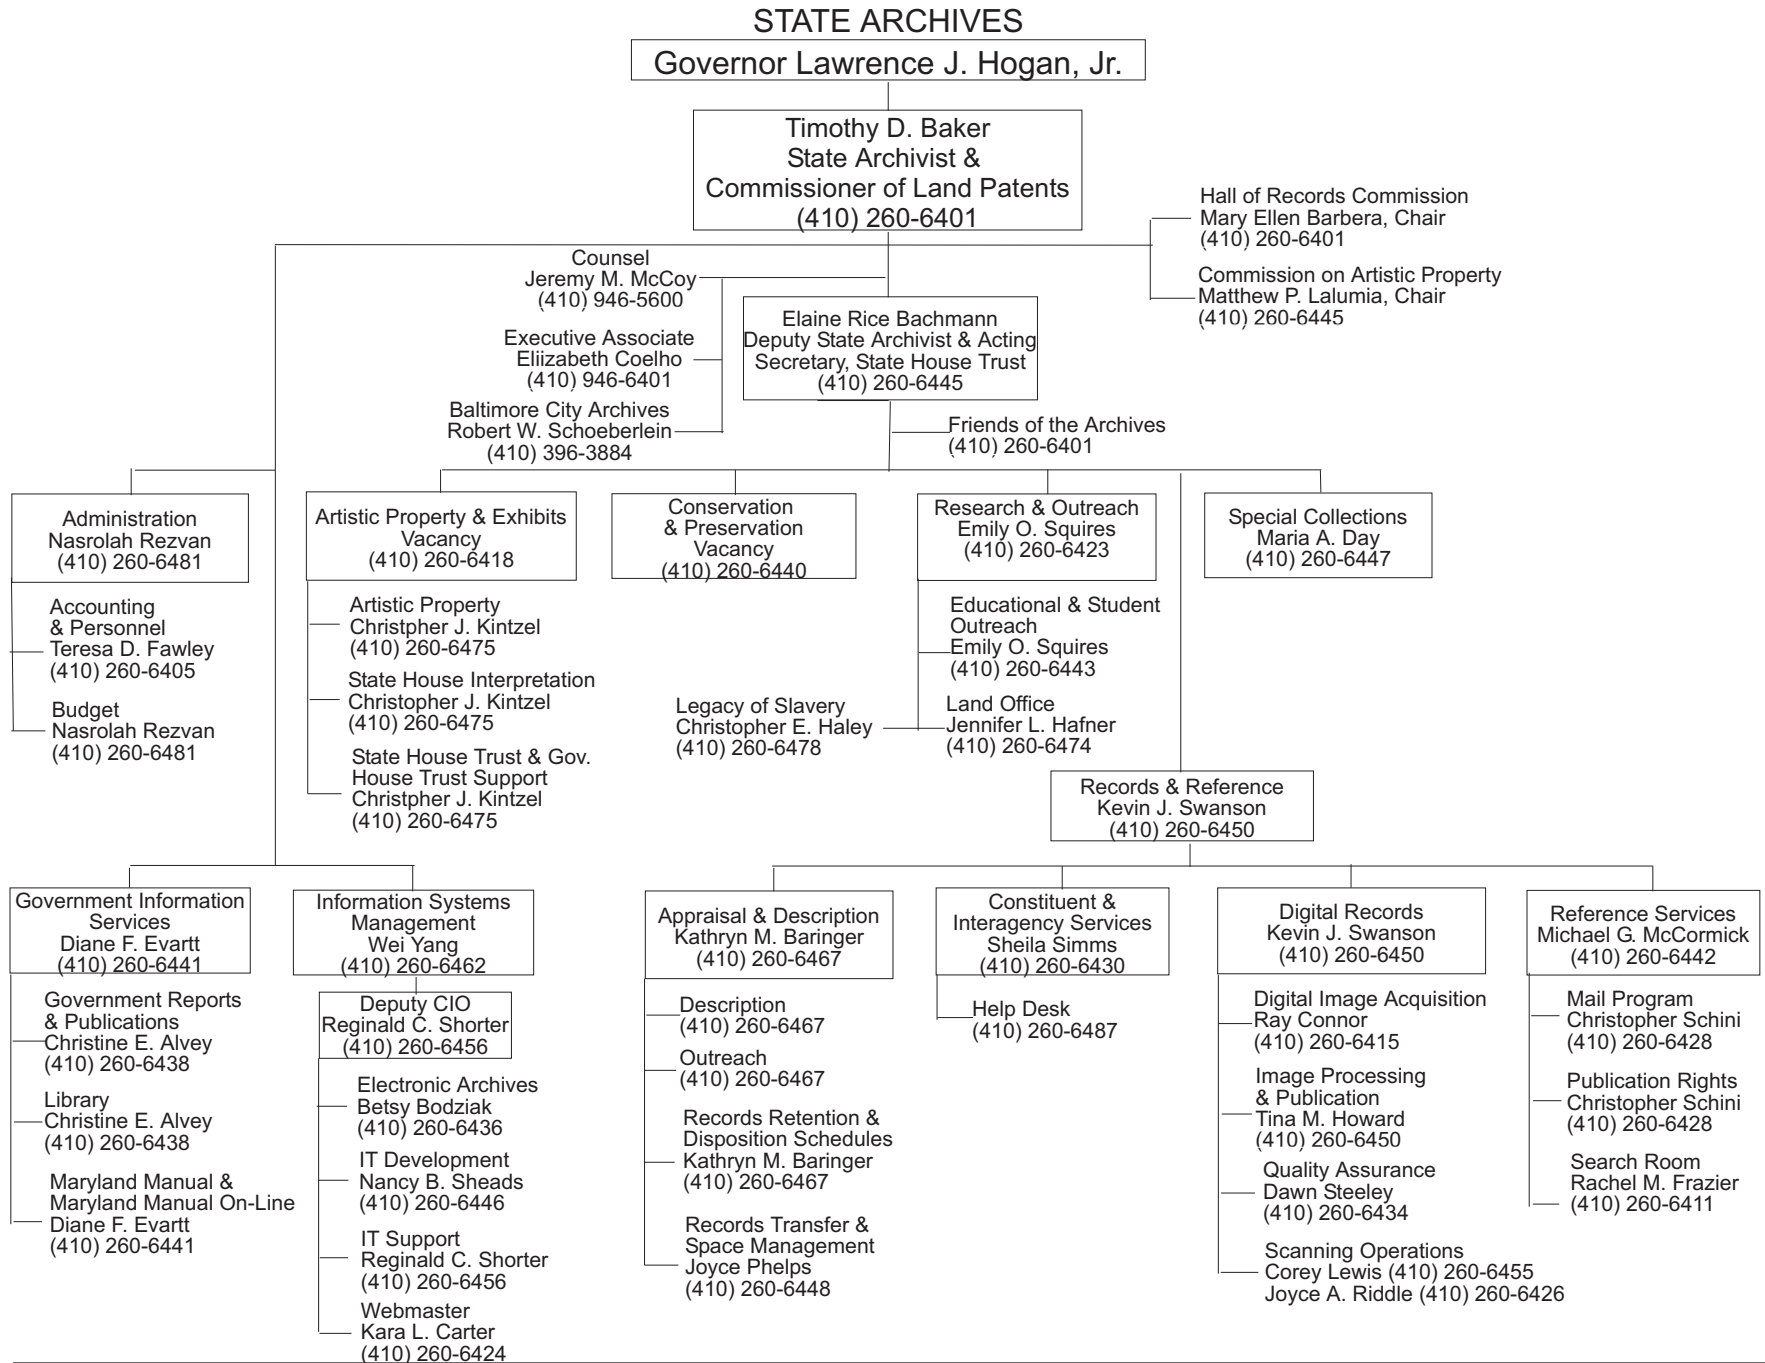 STATE ARCHIVES
Governor Lawrence J. Hogan, Jr.
Timothy D. Baker
State Archivist &
Commissioner of Land Patents
(410) 260-6401
Hall of Records Commission
Mary Ellen Barbera, Chair
(410) 260-6401
Commission on Artistic Property
Matthew P. Lalumia, Chair
(410) 260-6445
Counsel
Jeremy M. McCoy
(410) 946-5600
Executive Associate
Eliizabeth Coelho
(410) 946-6401
Baltimore City Archives
Robert W. Schoeberlein
(410) 396-3884
Elaine Rice Bachmann
Deputy State Archivist & Acting
Secretary, State House Trust
(410) 260-6445
Friends of the Archives
(410) 260-6401
Administration
Nasrolah Rezvan
(410) 260-6481
Accounting
& Personnel
Teresa D. Fawley
(410) 260-6405
Budget
Nasrolah Rezvan
(410) 260-6481
Artistic Property & Exhibits
Vacancy
(410) 260-6418
Artistic Property
Christpher J. Kintzel
(410) 260-6475
State House Interpretation
Christopher J. Kintzel
(410) 260-6475
State House Trust & Gov.
House Trust Support
Christpher J. Kintzel
(410) 260-6475
Conservation
& Preservation
Vacancy
(410) 260-6440
Research & Outreach
Emily O. Squires
(410) 260-6423
Educational & Student
Outreach
Emily O. Squires
(410) 260-6443
Legacy of Slavery
Christopher E. Haley
(410) 260-6478
Land Office
Jennifer L. Hafner
(410) 260-6474
Special Collections
Maria A. Day
(410) 260-6447
Records & Reference
Kevin J. Swanson
(410) 260-6450
Government Information
Services
Diane F. Evartt
(410) 260-6441
Government Reports
& Publications
Christine E. Alvey
(410) 260-6438
Library
Christine E. Alvey
(410) 260-6438
Maryland Manual &
Maryland Manual On-Line
Diane F. Evartt
(410) 260-6441
Information Systems
Management
Wei Yang
(410) 260-6462
Deputy CIO
Reginald C. Shorter
(410) 260-6456
Electronic Archives
Betsy Bodziak
(410) 260-6436
IT Development
Nancy B. Sheads
(410) 260-6446
IT Support
Reginald C. Shorter
(410) 260-6456
Webmaster
Kara L. Carter
(410) 260-6424
Appraisal & Description
Kathryn M. Baringer
(410) 260-6467
Description
(410) 260-6467
Outreach
(410) 260-6467
Records Retention &
Disposition Schedules
Kathryn M. Baringer
(410) 260-6467
Records Transfer &
Space Management
Joyce Phelps
(410) 260-6448
Constituent &
Interagency Services
Sheila Simms
(410) 260-6430
Help Desk
(410) 260-6487
Digital Records
Kevin J. Swanson
(410) 260-6450
Digital Image Acquisition
Ray Connor
(410) 260-6415
Image Processing
& Publication
Tina M. Howard
(410) 260-6450
Quality Assurance
Dawn Steeley
(410) 260-6434
Scanning Operations
Corey Lewis (410) 260-6455
Joyce A. Riddle (410) 260-6426
Reference Services
Michael G. McCormick
(410) 260-6442
Mail Program
Christopher Schini
(410) 260-6428
Publication Rights
Christopher Schini
(410) 260-6428
Search Room
Rachel M. Frazier
(410) 260-6411